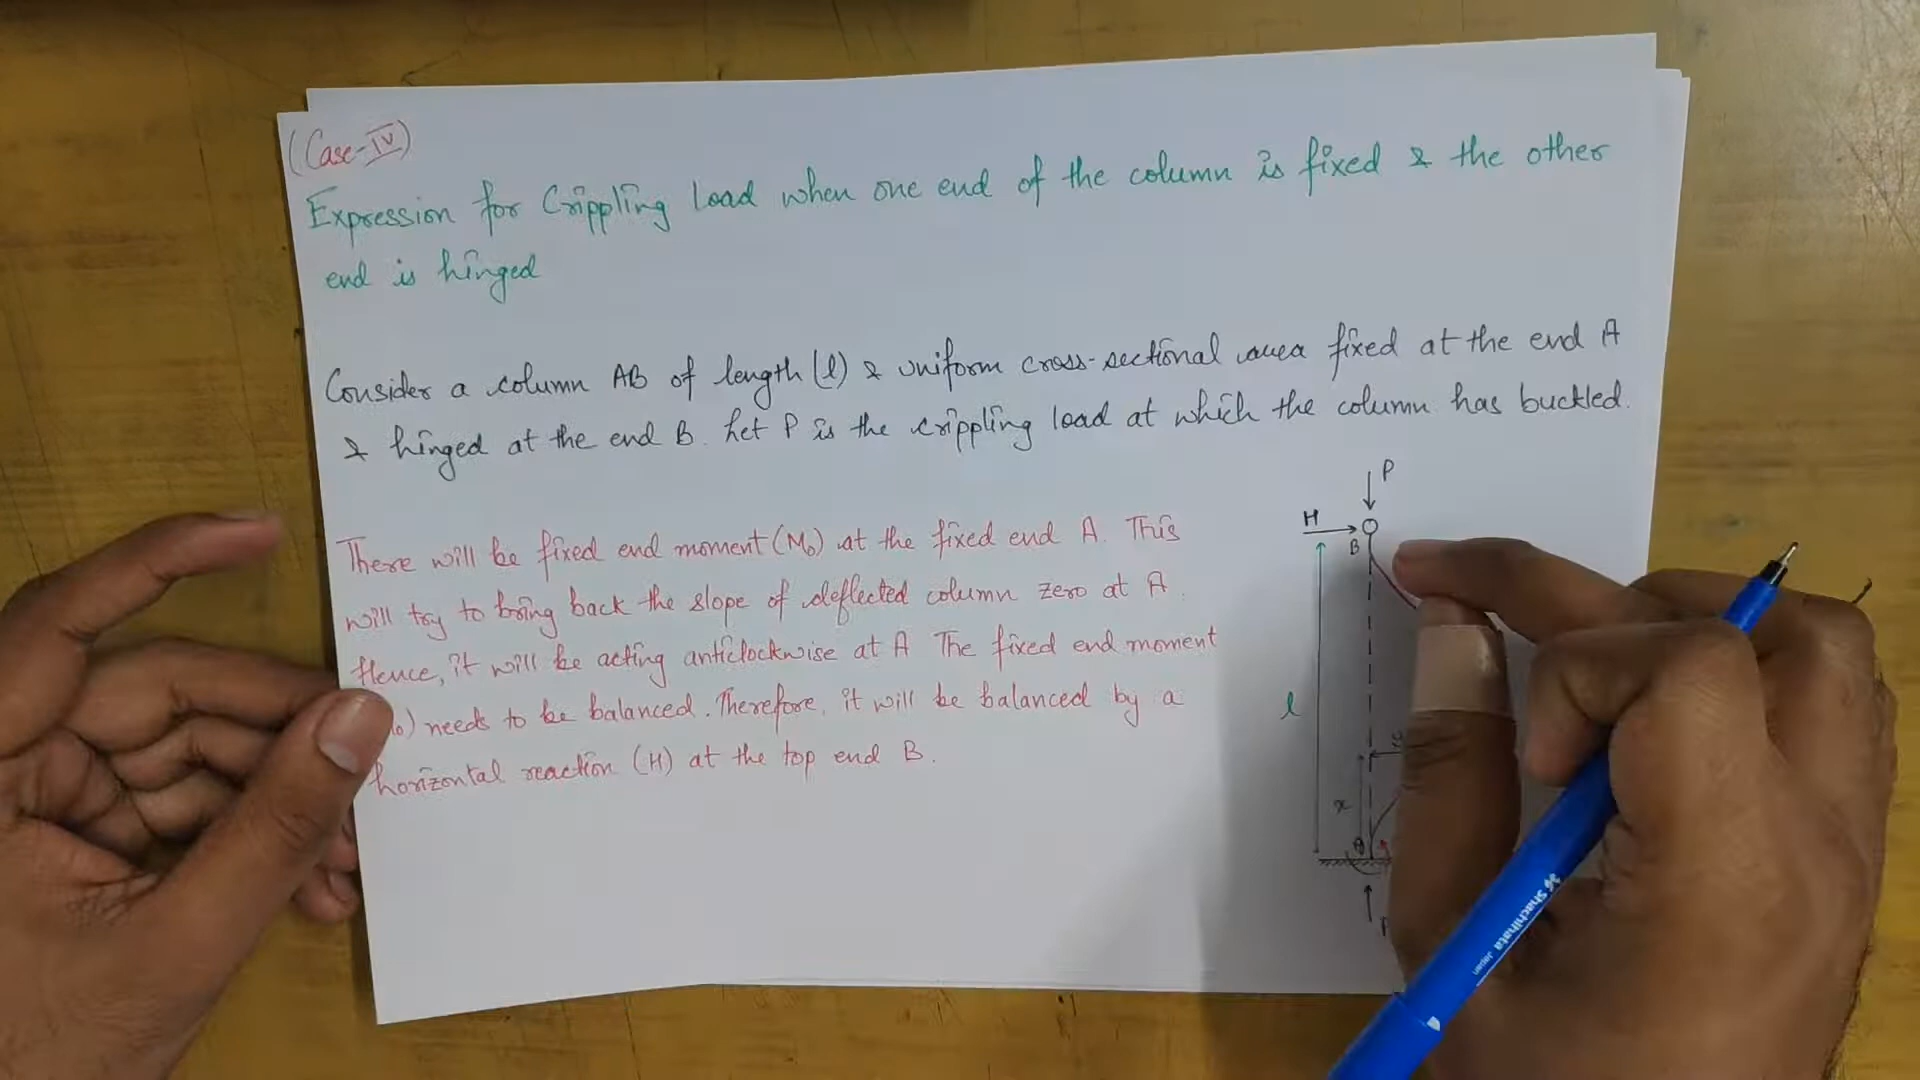 (Case-IV)
Expression for Crippling Load when one end of the column is fixed & the other
end is hinged
Consider a column AB of length (l) & uniform cross-sectional area fixed at the end A
& hinged at the end B. Let P is the crippling load at which the column has buckled.
There will be fixed end moment (M₀) at the fixed end A. This
will try to bring back the slope of deflected column zero at A.
Hence, it will be acting anticlockwise at A The fixed end moment
needs to be balanced. Therefore, it will be balanced by a
horizontal reaction (H) at the top end B.
P
H
B
l
x
A
Shachihata
Japan